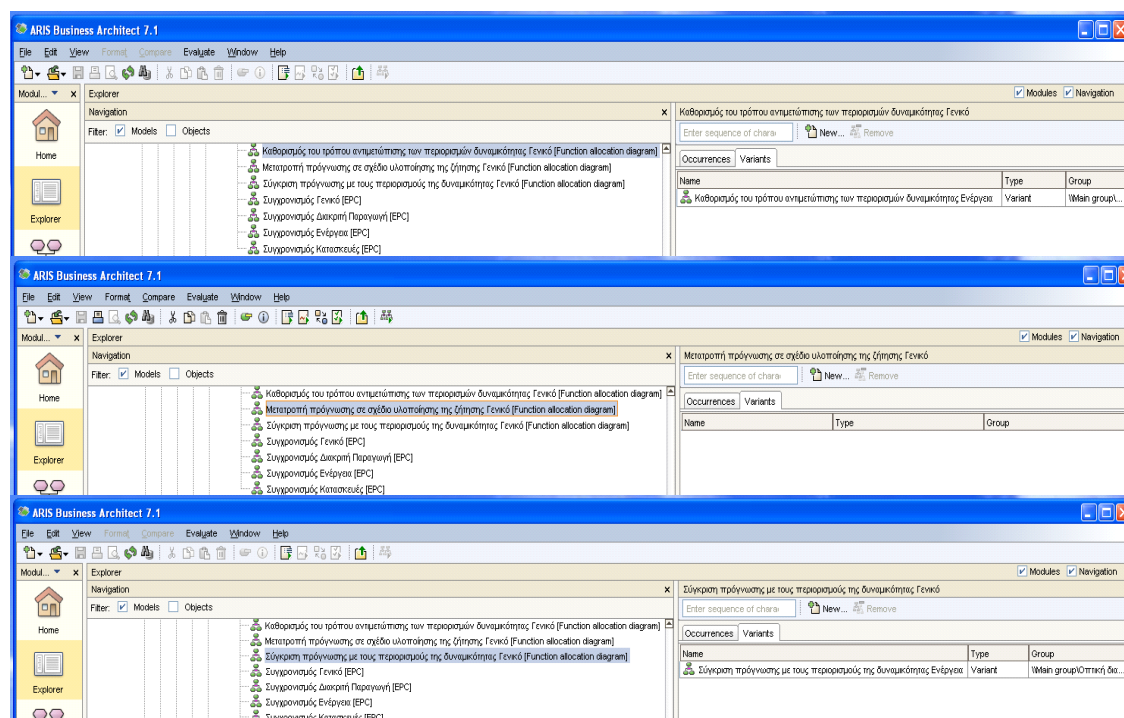 ARIS Business Architect 7.1
File Edit View Format Compare Evaluate Window Help
Modul... Explorer Modules Navigation
Navigation Καθορισμός του τρόπου αντιμετώπισης των περιορισμών δυναμικότητας Γενικό
Filter: Models Objects Enter sequence of chara New... Remove
Home
Καθορισμός του τρόπου αντιμετώπισης των περιορισμών δυναμικότητας Γενικό [Function allocation diagram] Occurrences Variants
Μετατροπή πρόγνωσης σε σχέδιο υλοποίησης της ζήτησης Γενικό [Function allocation diagram]
Σύγκριση πρόγνωσης με τους περιορισμούς της δυναμικότητας Γενικό [Function allocation diagram] Name Type Group
Συγχρονισμός Γενικό [EPC] Καθορισμός του τρόπου αντιμετώπισης των περιορισμών δυναμικότητας Ενέργεια Variant \\Main group\...
Συγχρονισμός Διακριτή Παραγωγή [EPC]
Explorer
Συγχρονισμός Ενέργεια [EPC]
Συγχρονισμός Κατασκευές [EPC]
ARIS Business Architect 7.1
File Edit View Format Compare Evaluate Window Help
Modul... Explorer Modules Navigation
Navigation Μετατροπή πρόγνωσης σε σχέδιο υλοποίησης της ζήτησης Γενικό
Filter: Models Objects Enter sequence of chara New... Remove
Home
Καθορισμός του τρόπου αντιμετώπισης των περιορισμών δυναμικότητας Γενικό [Function allocation diagram] Occurrences Variants
Μετατροπή πρόγνωσης σε σχέδιο υλοποίησης της ζήτησης Γενικό [Function allocation diagram]
Σύγκριση πρόγνωσης με τους περιορισμούς της δυναμικότητας Γενικό [Function allocation diagram] Name Type Group
Συγχρονισμός Γενικό [EPC]
Συγχρονισμός Διακριτή Παραγωγή [EPC]
Explorer
Συγχρονισμός Ενέργεια [EPC]
Συγχρονισμός Κατασκευές [EPC]
ARIS Business Architect 7.1
File Edit View Format Compare Evaluate Window Help
Modul... Explorer Modules Navigation
Navigation Σύγκριση πρόγνωσης με τους περιορισμούς της δυναμικότητας Γενικό
Filter: Models Objects Enter sequence of chara New... Remove
Home
Καθορισμός του τρόπου αντιμετώπισης των περιορισμών δυναμικότητας Γενικό [Function allocation diagram] Occurrences Variants
Μετατροπή πρόγνωσης σε σχέδιο υλοποίησης της ζήτησης Γενικό [Function allocation diagram]
Σύγκριση πρόγνωσης με τους περιορισμούς της δυναμικότητας Γενικό [Function allocation diagram] Name Type Group
Συγχρονισμός Γενικό [EPC] Σύγκριση πρόγνωσης με τους περιορισμούς της δυναμικότητας Ενέργεια Variant \\Main group\Οπτική δια...
Συγχρονισμός Διακριτή Παραγωγή [EPC]
Explorer
Συγχρονισμός Ενέργεια [EPC]
Συγχρονισμός Κατασκευές [EPC]